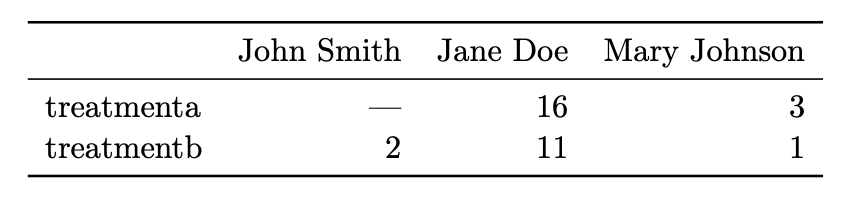 John Smith Jane Doe Mary Johnson
treatmenta — 16 3
treatmentb 2 11 1